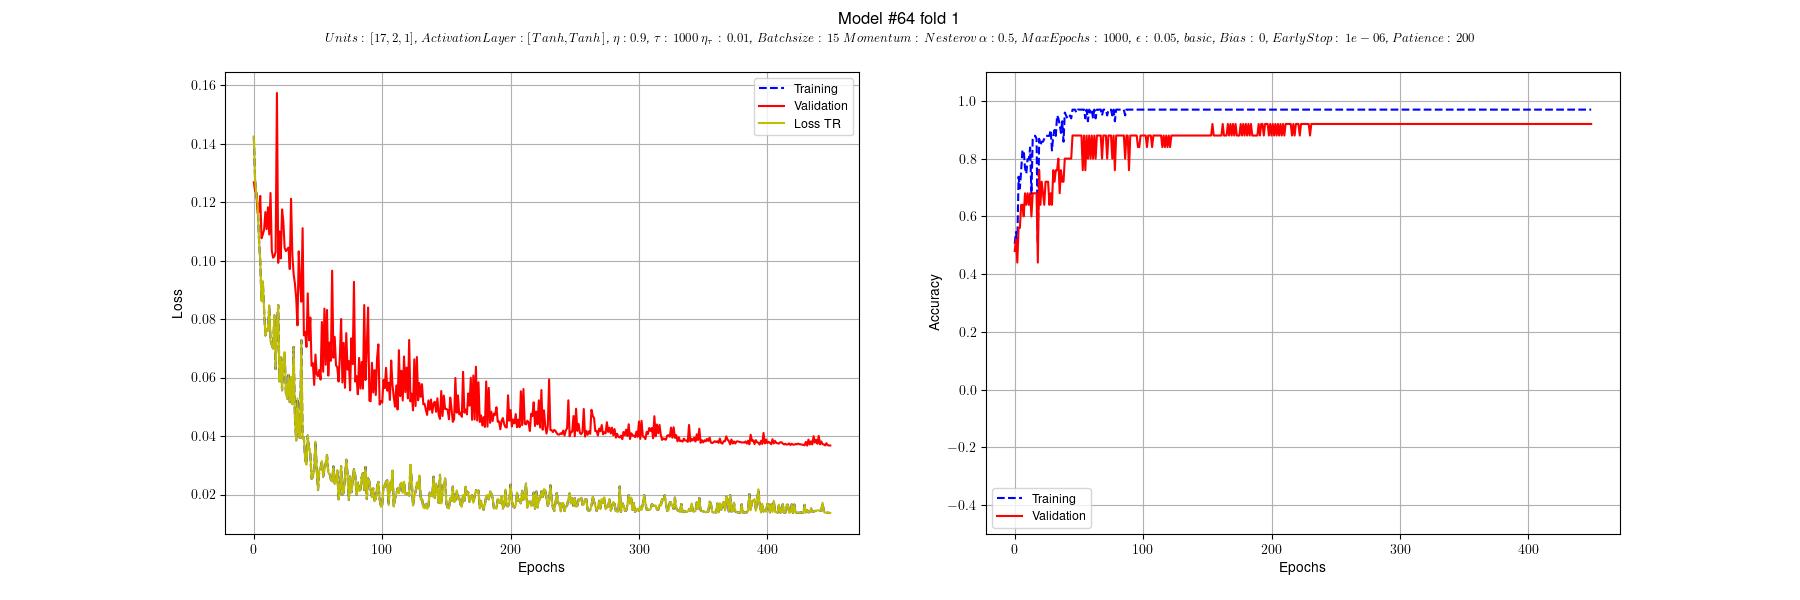 Model #64 fold 1
Units : [17, 2, 1], ActivationLayer : [Tanh, Tanh], η : 0.9, τ : 1000 ητ : 0.01, Batchsize : 15 Momentum : Nesterov α : 0.5, MaxEpochs : 1000, ϵ : 0.05, basic, Bias : 0, EarlyStop : 1e − 06, Patience : 200
Loss
0.16
0.14
0.12
0.10
0.08
0.06
0.04
0.02
Training
Validation
Loss TR
0
100
200
300
400
Epochs
Accuracy
1.0
0.8
0.6
0.4
0.2
0.0
−0.2
−0.4
Training
Validation
0
100
200
300
400
Epochs